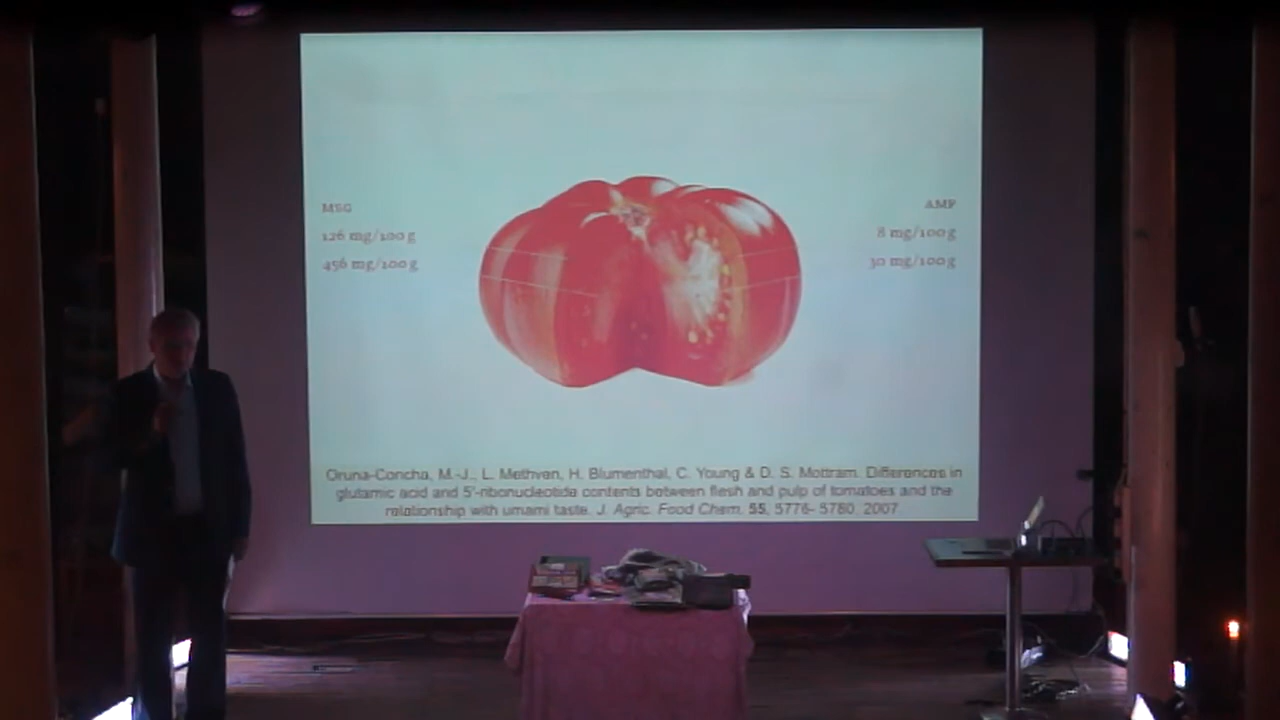 MSG
126 mg/100 g
456 mg/100 g
AMP
8 mg/100 g
30 mg/100 g
Oruna-Concha, M.-J., L. Methven, H. Blumenthal, C. Young & D. S. Mottram. Differences in
glutamic acid and 5'-ribonucleotide contents between flesh and pulp of tomatoes and the
relationship with umami taste. J. Agric. Food Chem. 55, 5776- 5780, 2007.